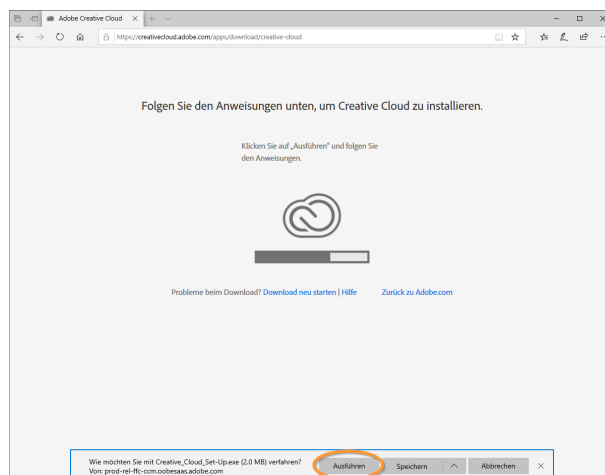 Adobe Creative Cloud
https://creativecloud.adobe.com/apps/download/creative-cloud
Folgen Sie den Anweisungen unten, um Creative Cloud zu installieren.
Klicken Sie auf „Ausführen" und folgen Sie
den Anweisungen.
Probleme beim Download? Download neu starten | Hilfe Zurück zu Adobe.com
Wie möchten Sie mit Creative_Cloud_Set-Up.exe (2.0 MB) verfahren?
Von: prod-rel-ffc-ccm.oobesaas.adobe.com
Ausführen Speichern Abbrechen